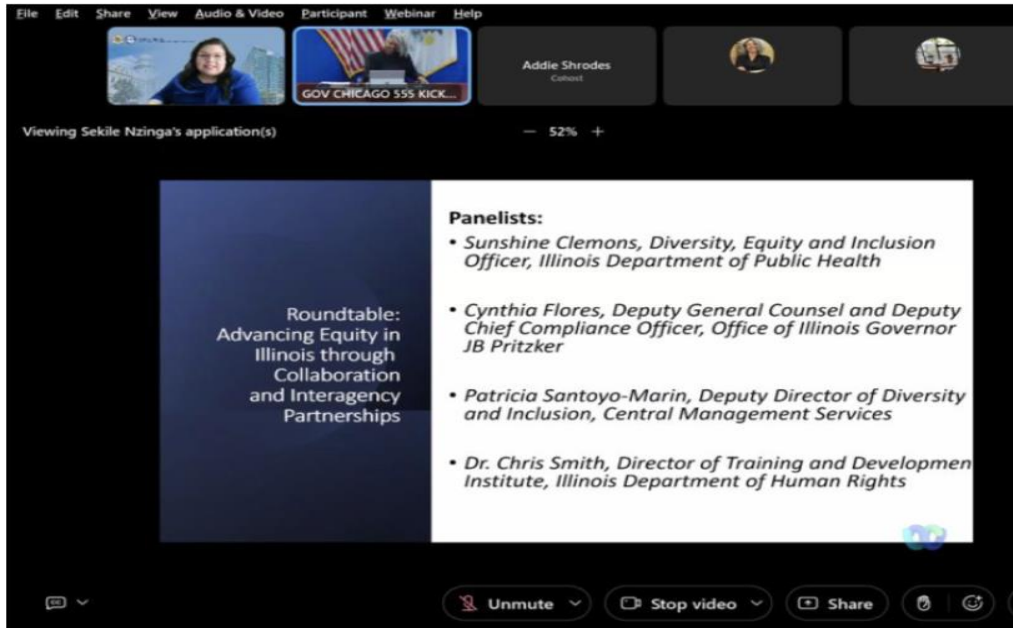 File Edit Share View Audio & Video Participant Webinar Help
GOV CHICAGO 555 KICK...
Addie Shrodes
Cohost
Viewing Sekile Nzinga's application(s)
— 52% +
Panelists:
• Sunshine Clemons, Diversity, Equity and Inclusion
Officer, Illinois Department of Public Health
Roundtable:
Advancing Equity in
Illinois through
Collaboration
and Interagency
Partnerships
• Cynthia Flores, Deputy General Counsel and Deputy
Chief Compliance Officer, Office of Illinois Governor
JB Pritzker
• Patricia Santoyo-Marin, Deputy Director of Diversity
and Inclusion, Central Management Services
• Dr. Chris Smith, Director of Training and Developmen
Institute, Illinois Department of Human Rights
CC
Unmute
Stop video
Share